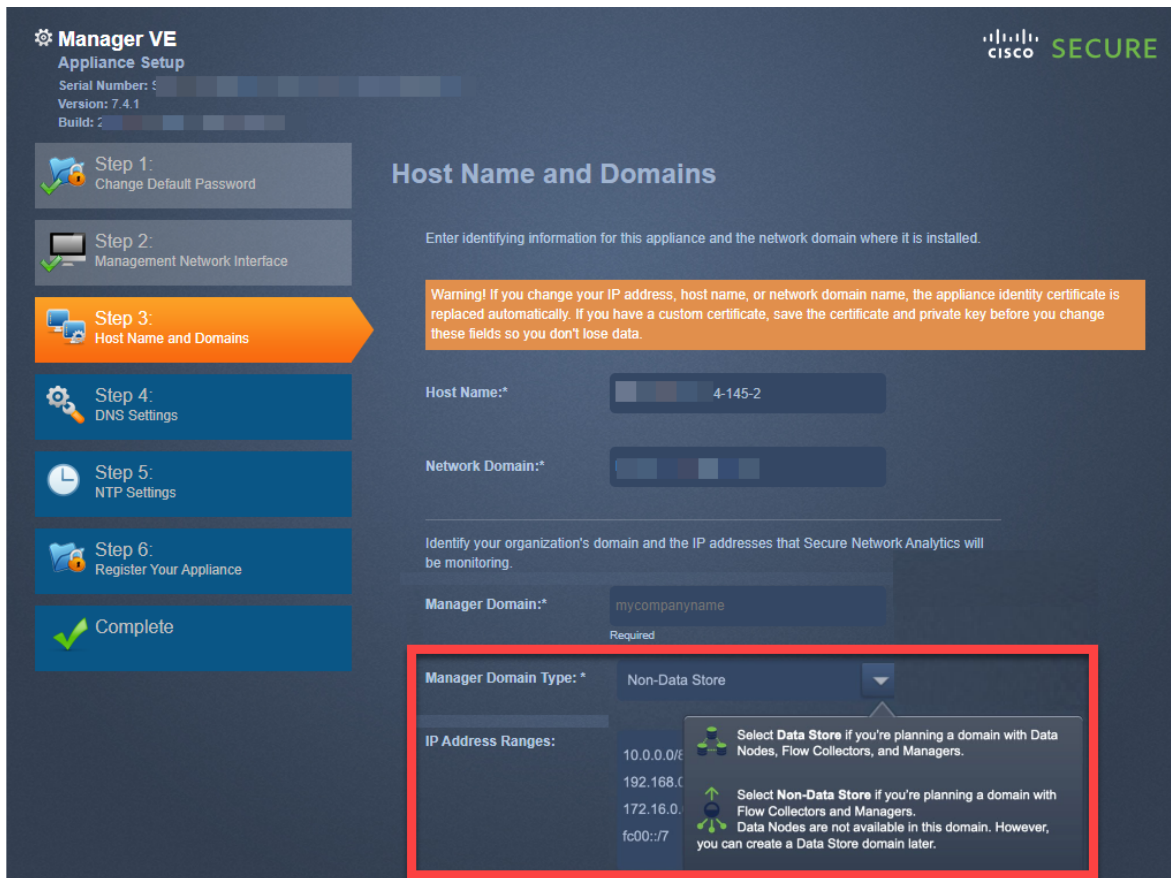 Manager VE
Appliance Setup
Serial Number:
Version: 7.4.1
Build: 2
cisco SECURE
Step 1:
Change Default Password
Step 2:
Management Network Interface
Step 3:
Host Name and Domains
Step 4:
DNS Settings
Step 5:
NTP Settings
Step 6:
Register Your Appliance
Complete
Host Name and Domains
Enter identifying information for this appliance and the network domain where it is installed.
Warning! If you change your IP address, host name, or network domain name, the appliance identity certificate is
replaced automatically. If you have a custom certificate, save the certificate and private key before you change
these fields so you don't lose data.
Host Name:*
4-145-2
Network Domain:*
Identify your organization's domain and the IP addresses that Secure Network Analytics will
be monitoring.
Manager Domain:*
mycompanyname
Required
Manager Domain Type: *
Non-Data Store
IP Address Ranges:
10.0.0.0/8
192.168.0
172.16.0.
fc00::/7
Select Data Store if you're planning a domain with Data
Nodes, Flow Collectors, and Managers.
Select Non-Data Store if you're planning a domain with
Flow Collectors and Managers.
Data Nodes are not available in this domain. However,
you can create a Data Store domain later.